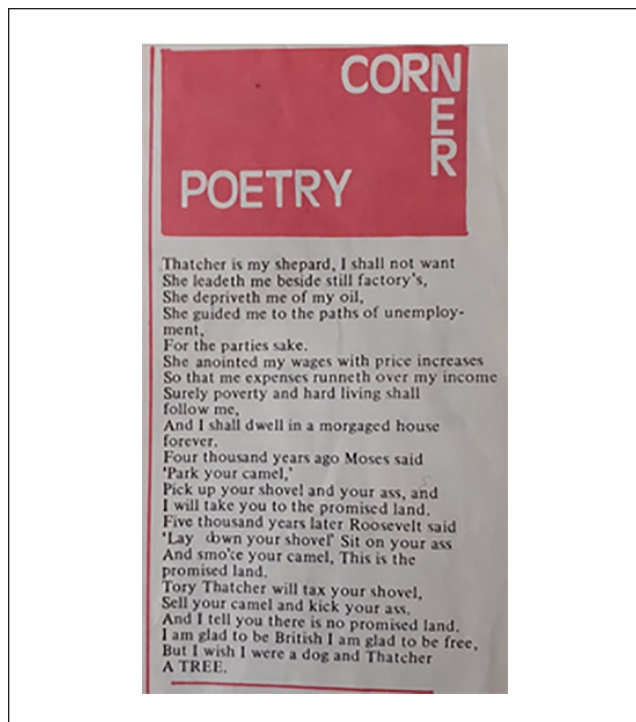 CORNER
POETRY
Thatcher is my shepard, I shall not want
She leadeth me beside still factory's,
She depriveth me of my oil,
She guided me to the paths of unemploy-
ment,
For the parties sake.
She anointed my wages with price increases
So that me expenses runneth over my income
Surely poverty and hard living shall
follow me,
And I shall dwell in a morgaged house
forever.
Four thousand years ago Moses said
'Park your camel,'
Pick up your shovel and your ass, and
I will take you to the promised land.
Five thousand years later Roosevelt said
'Lay down your shovel' Sit on your ass
And smoke your camel, This is the
promised land.
Tory Thatcher will tax your shovel,
Sell your camel and kick your ass.
And I tell you there is no promised land.
I am glad to be British I am glad to be free,
But I wish I were a dog and Thatcher
A TREE.